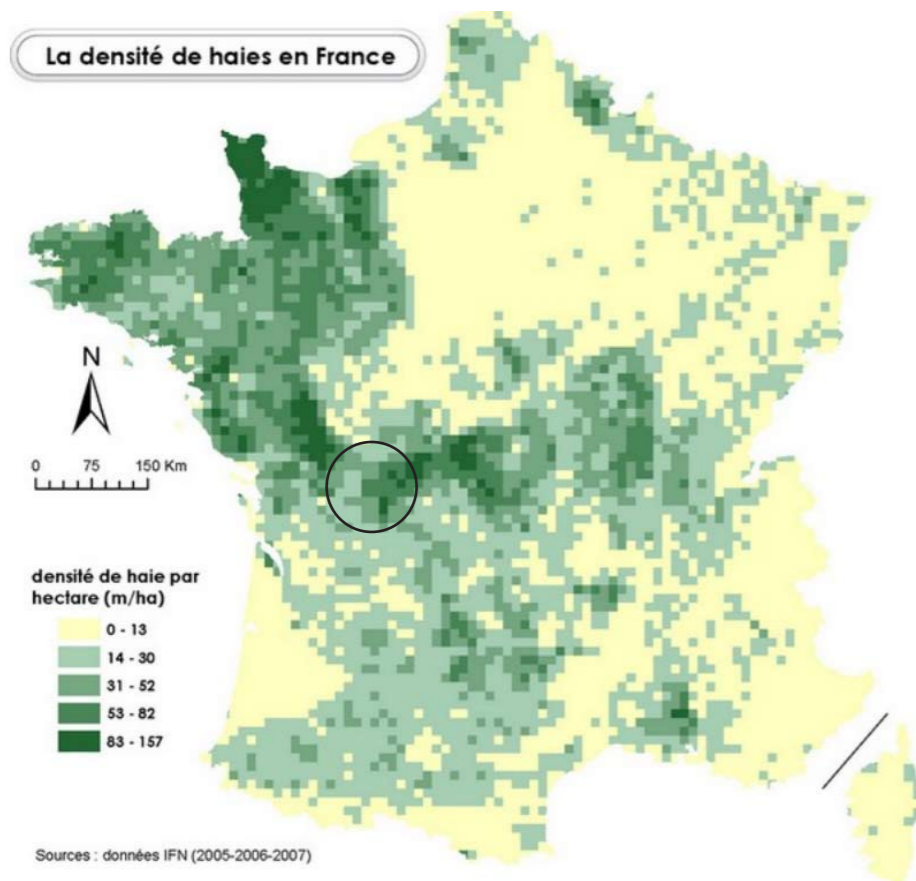 La densité de haies en France
N
0 75 150 Km
densité de haie par
hectare (m/ha)
0 - 13
14 - 30
31 - 52
53 - 82
83 - 157
Sources : données IFN (2005-2006-2007)